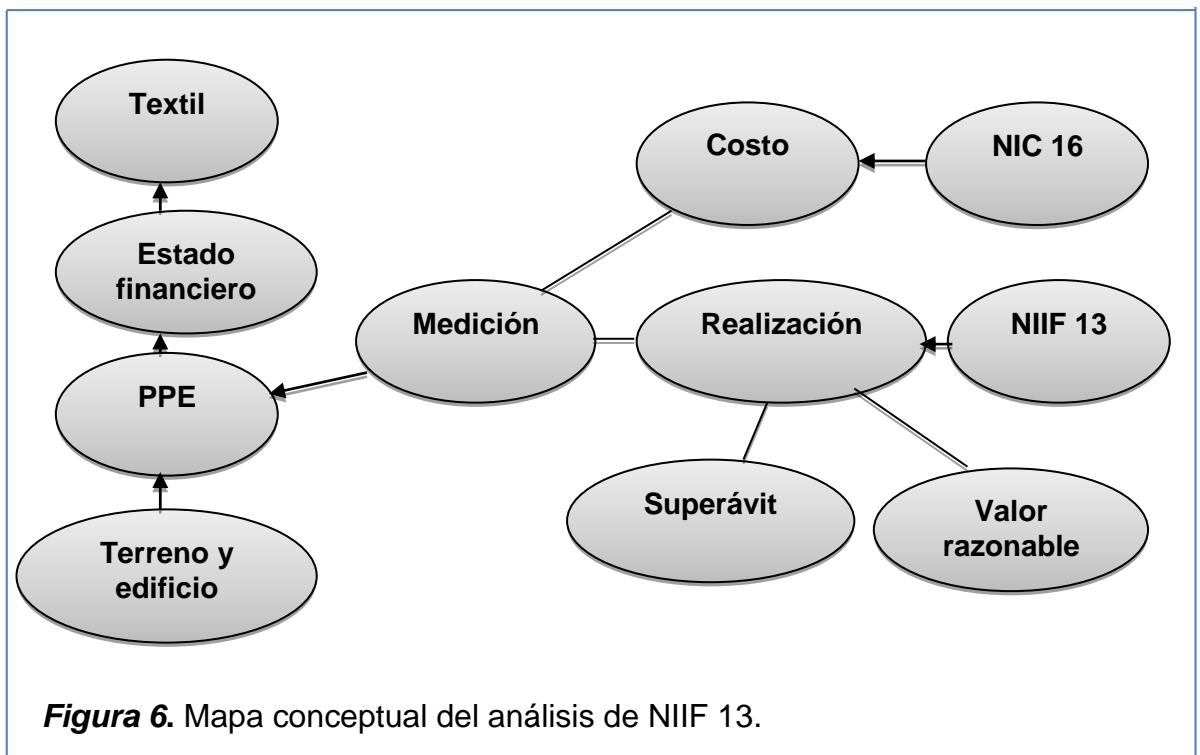 Textil
Costo
NIC 16
Estado
financiero
Medición
Realización
NIIF 13
PPE
Superávit
Valor
razonable
Terreno y
edificio
Figura 6. Mapa conceptual del análisis de NIIF 13.